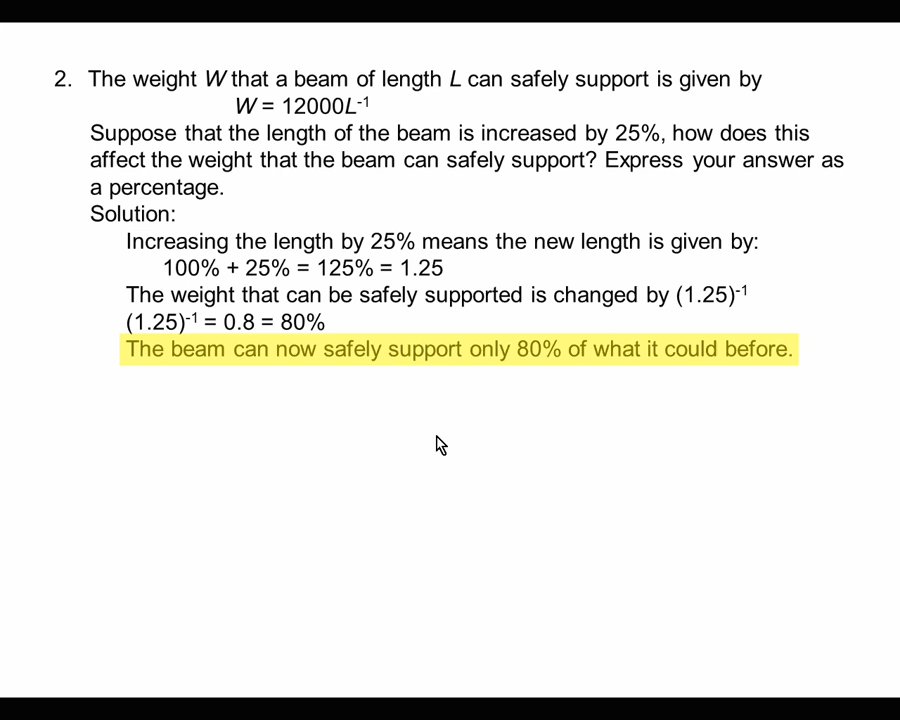 2. The weight W that a beam of length L can safely support is given by
W = 12000L⁻¹
Suppose that the length of the beam is increased by 25%, how does this
affect the weight that the beam can safely support? Express your answer as
a percentage.
Solution:
Increasing the length by 25% means the new length is given by:
100% + 25% = 125% = 1.25
The weight that can be safely supported is changed by (1.25)⁻¹
(1.25)⁻¹ = 0.8 = 80%
The beam can now safely support only 80% of what it could before.